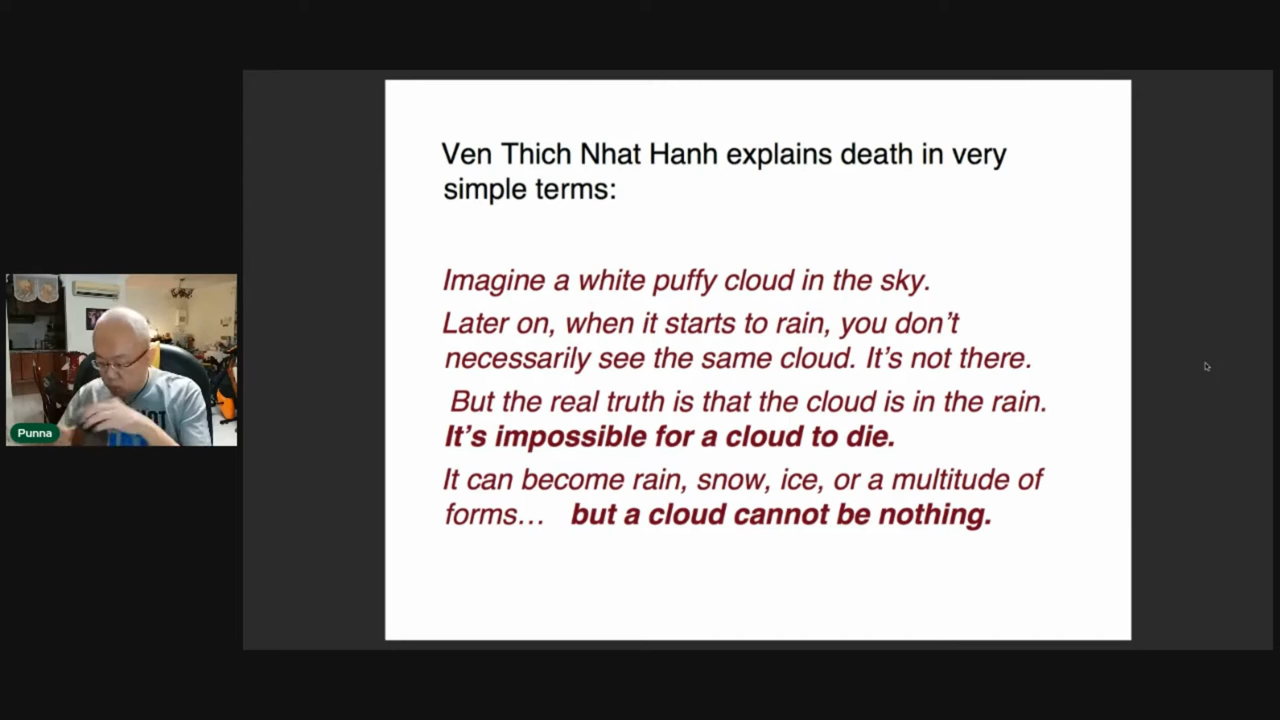 Ven Thich Nhat Hanh explains death in very
simple terms:
Imagine a white puffy cloud in the sky.
Later on, when it starts to rain, you don’t
necessarily see the same cloud. It’s not there.
But the real truth is that the cloud is in the rain.
It’s impossible for a cloud to die.
It can become rain, snow, ice, or a multitude of
forms… but a cloud cannot be nothing.
Punna